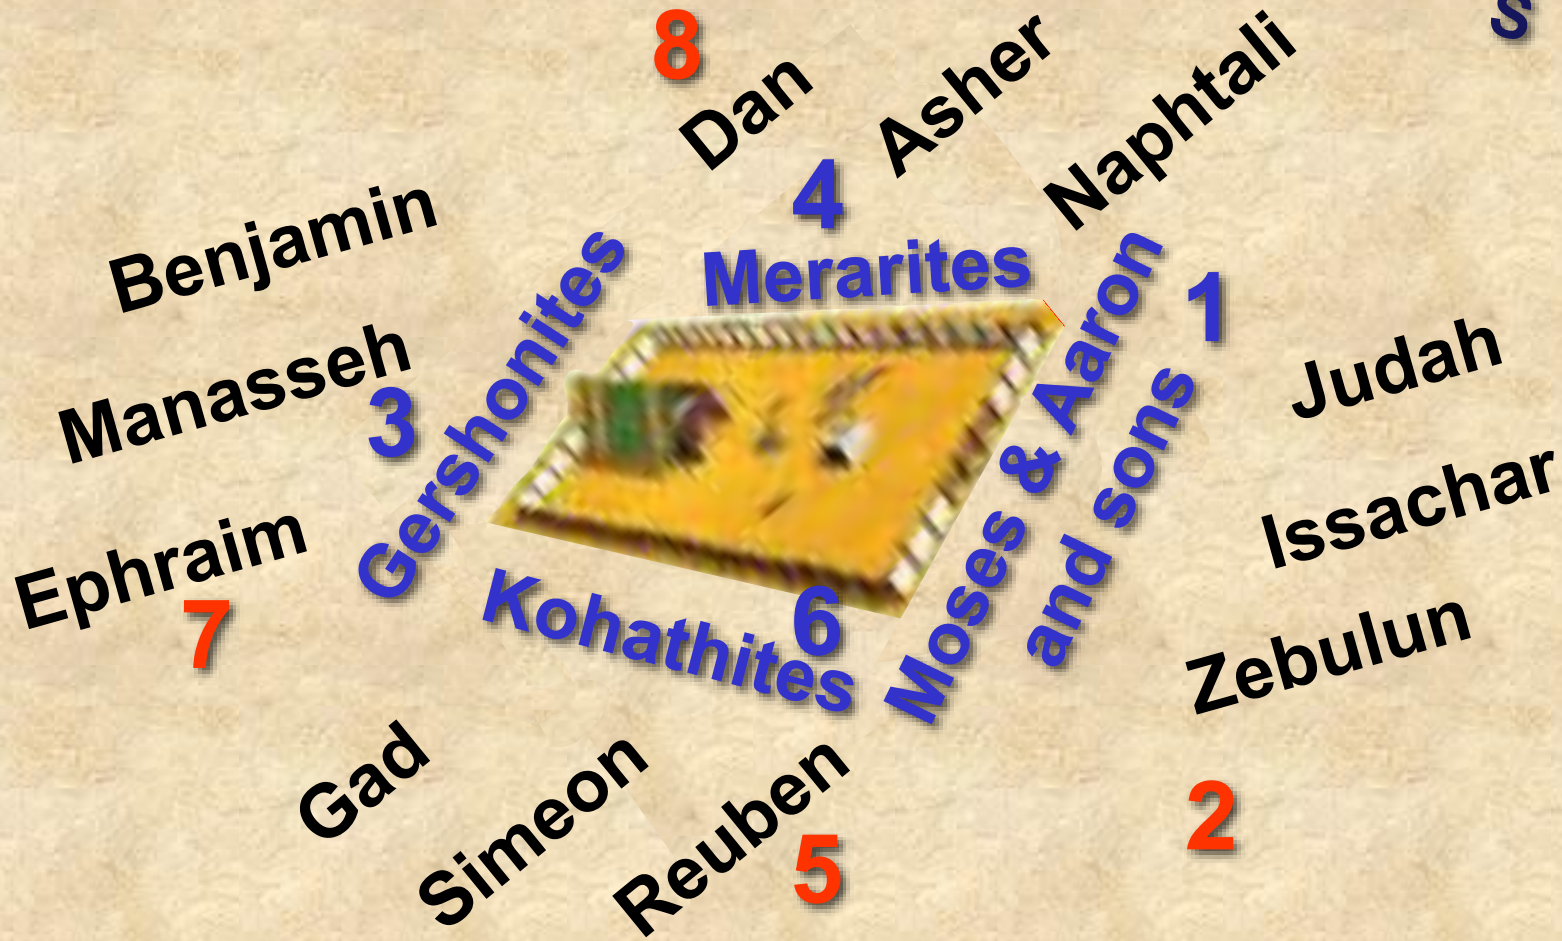 s
8
Dan
Asher
Naphtali
4
Merarites
Benjamin
Manasseh
3
Ephraim
7
Gershonites
Moses & Aaron
and sons
1
Judah
Issachar
Zebulun
2
Kohathites
6
Gad
Simeon
Reuben
5